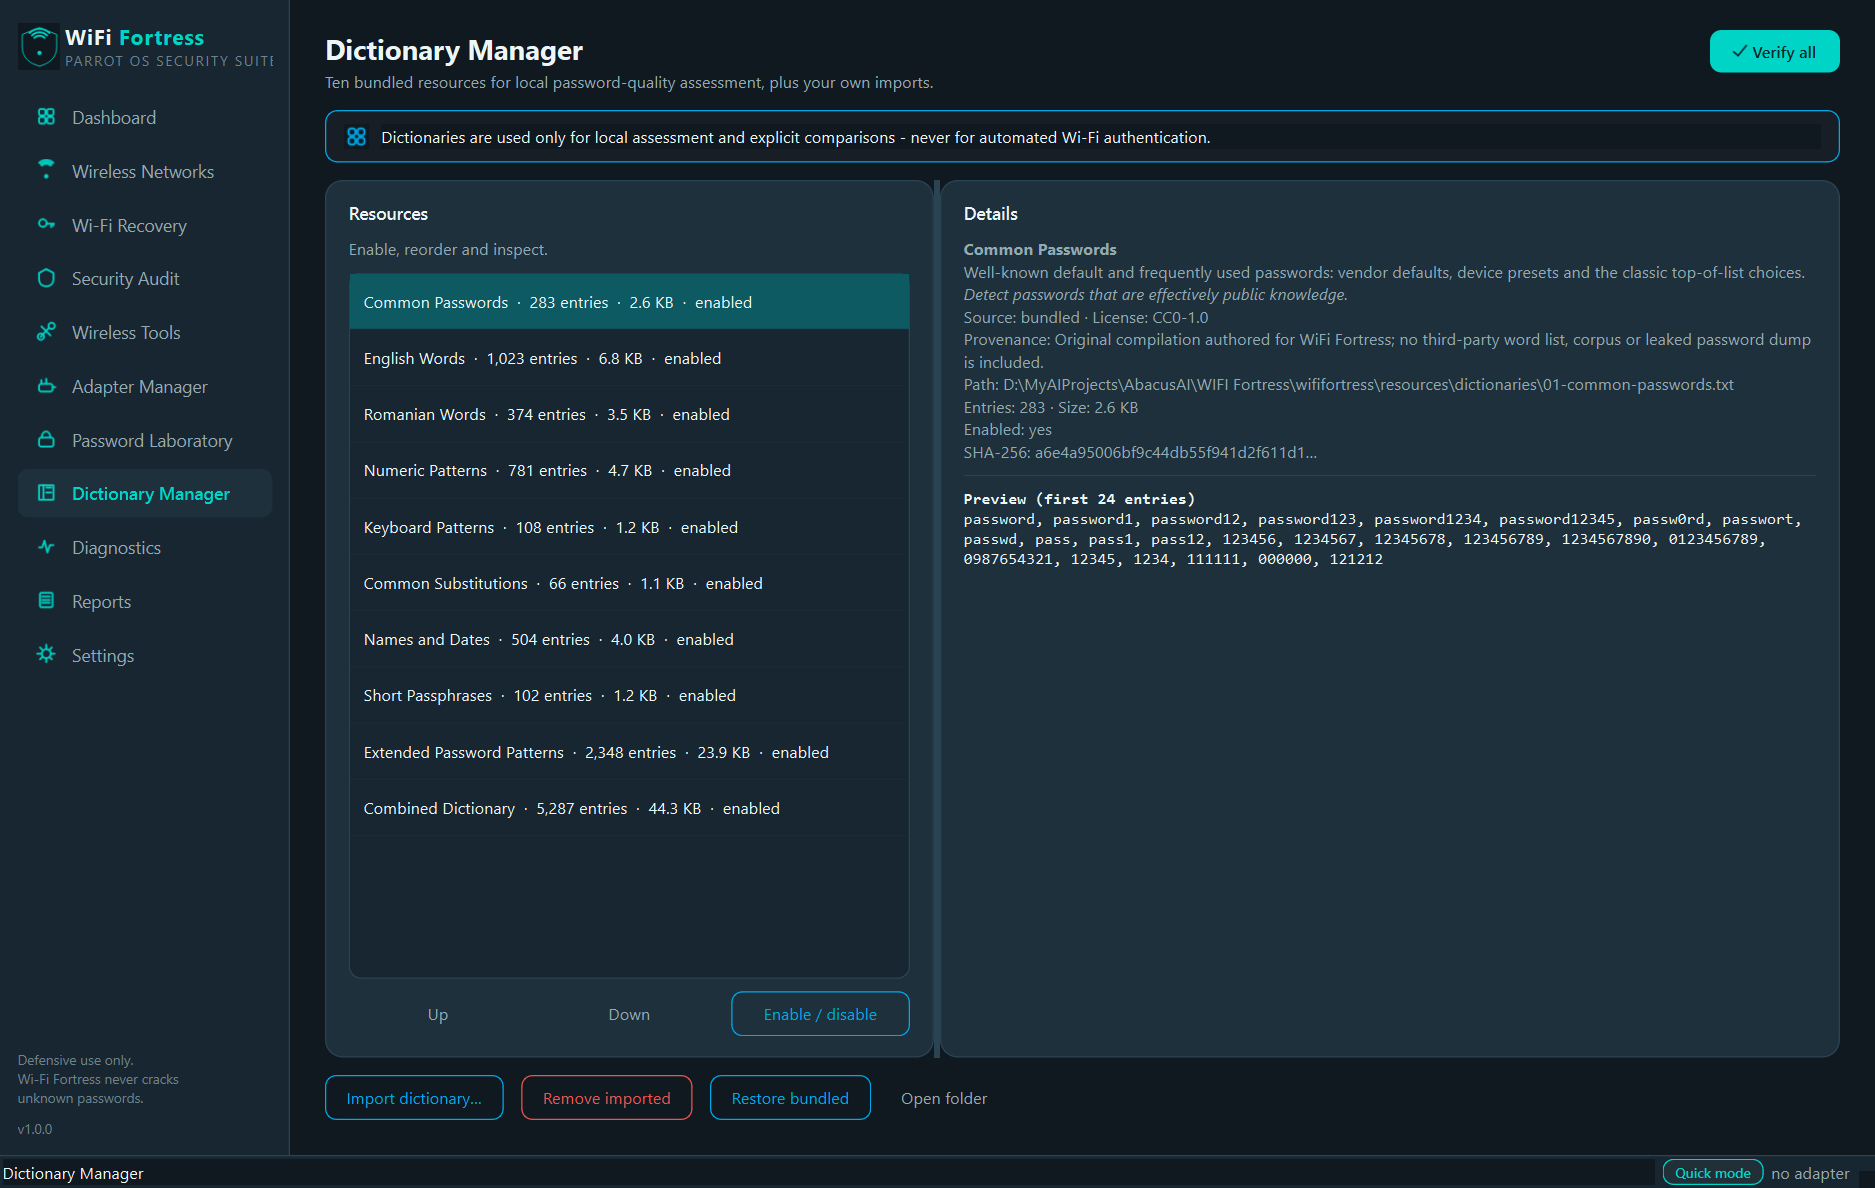 WiFi Fortress
PARROT OS SECURITY SUITE
Dashboard
Wireless Networks
Wi-Fi Recovery
Security Audit
Wireless Tools
Adapter Manager
Password Laboratory
Dictionary Manager
Diagnostics
Reports
Settings
Defensive use only.
Wi-Fi Fortress never cracks
unknown passwords.
v1.0.0
Dictionary Manager
Ten bundled resources for local password-quality assessment, plus your own imports.
Verify all
Dictionaries are used only for local assessment and explicit comparisons - never for automated Wi-Fi authentication.
Resources
Enable, reorder and inspect.
Common Passwords · 283 entries · 2.6 KB · enabled
English Words · 1,023 entries · 6.8 KB · enabled
Romanian Words · 374 entries · 3.5 KB · enabled
Numeric Patterns · 781 entries · 4.7 KB · enabled
Keyboard Patterns · 108 entries · 1.2 KB · enabled
Common Substitutions · 66 entries · 1.1 KB · enabled
Names and Dates · 504 entries · 4.0 KB · enabled
Short Passphrases · 102 entries · 1.2 KB · enabled
Extended Password Patterns · 2,348 entries · 23.9 KB · enabled
Combined Dictionary · 5,287 entries · 44.3 KB · enabled
Up
Down
Enable / disable
Details
Common Passwords
Well-known default and frequently used passwords: vendor defaults, device presets and the classic top-of-list choices.
Detect passwords that are effectively public knowledge.
Source: bundled · License: CC0-1.0
Provenance: Original compilation authored for WiFi Fortress; no third-party word list, corpus or leaked password dump
is included.
Path: D:\MyAIProjects\AbacusAI\WIFI Fortress\wififortress\resources\dictionaries\01-common-passwords.txt
Entries: 283 · Size: 2.6 KB
Enabled: yes
SHA-256: a6e4a95006bf9c44db55f941d2f611d1...
Preview (first 24 entries)
password, password1, password12, password123, password1234, password12345, passw0rd, passwort,
passwd, pass, pass1, pass12, 123456, 1234567, 12345678, 123456789, 1234567890, 0123456789,
0987654321, 12345, 1234, 111111, 000000, 121212
Import dictionary...
Remove imported
Restore bundled
Open folder
Dictionary Manager
Quick mode
no adapter